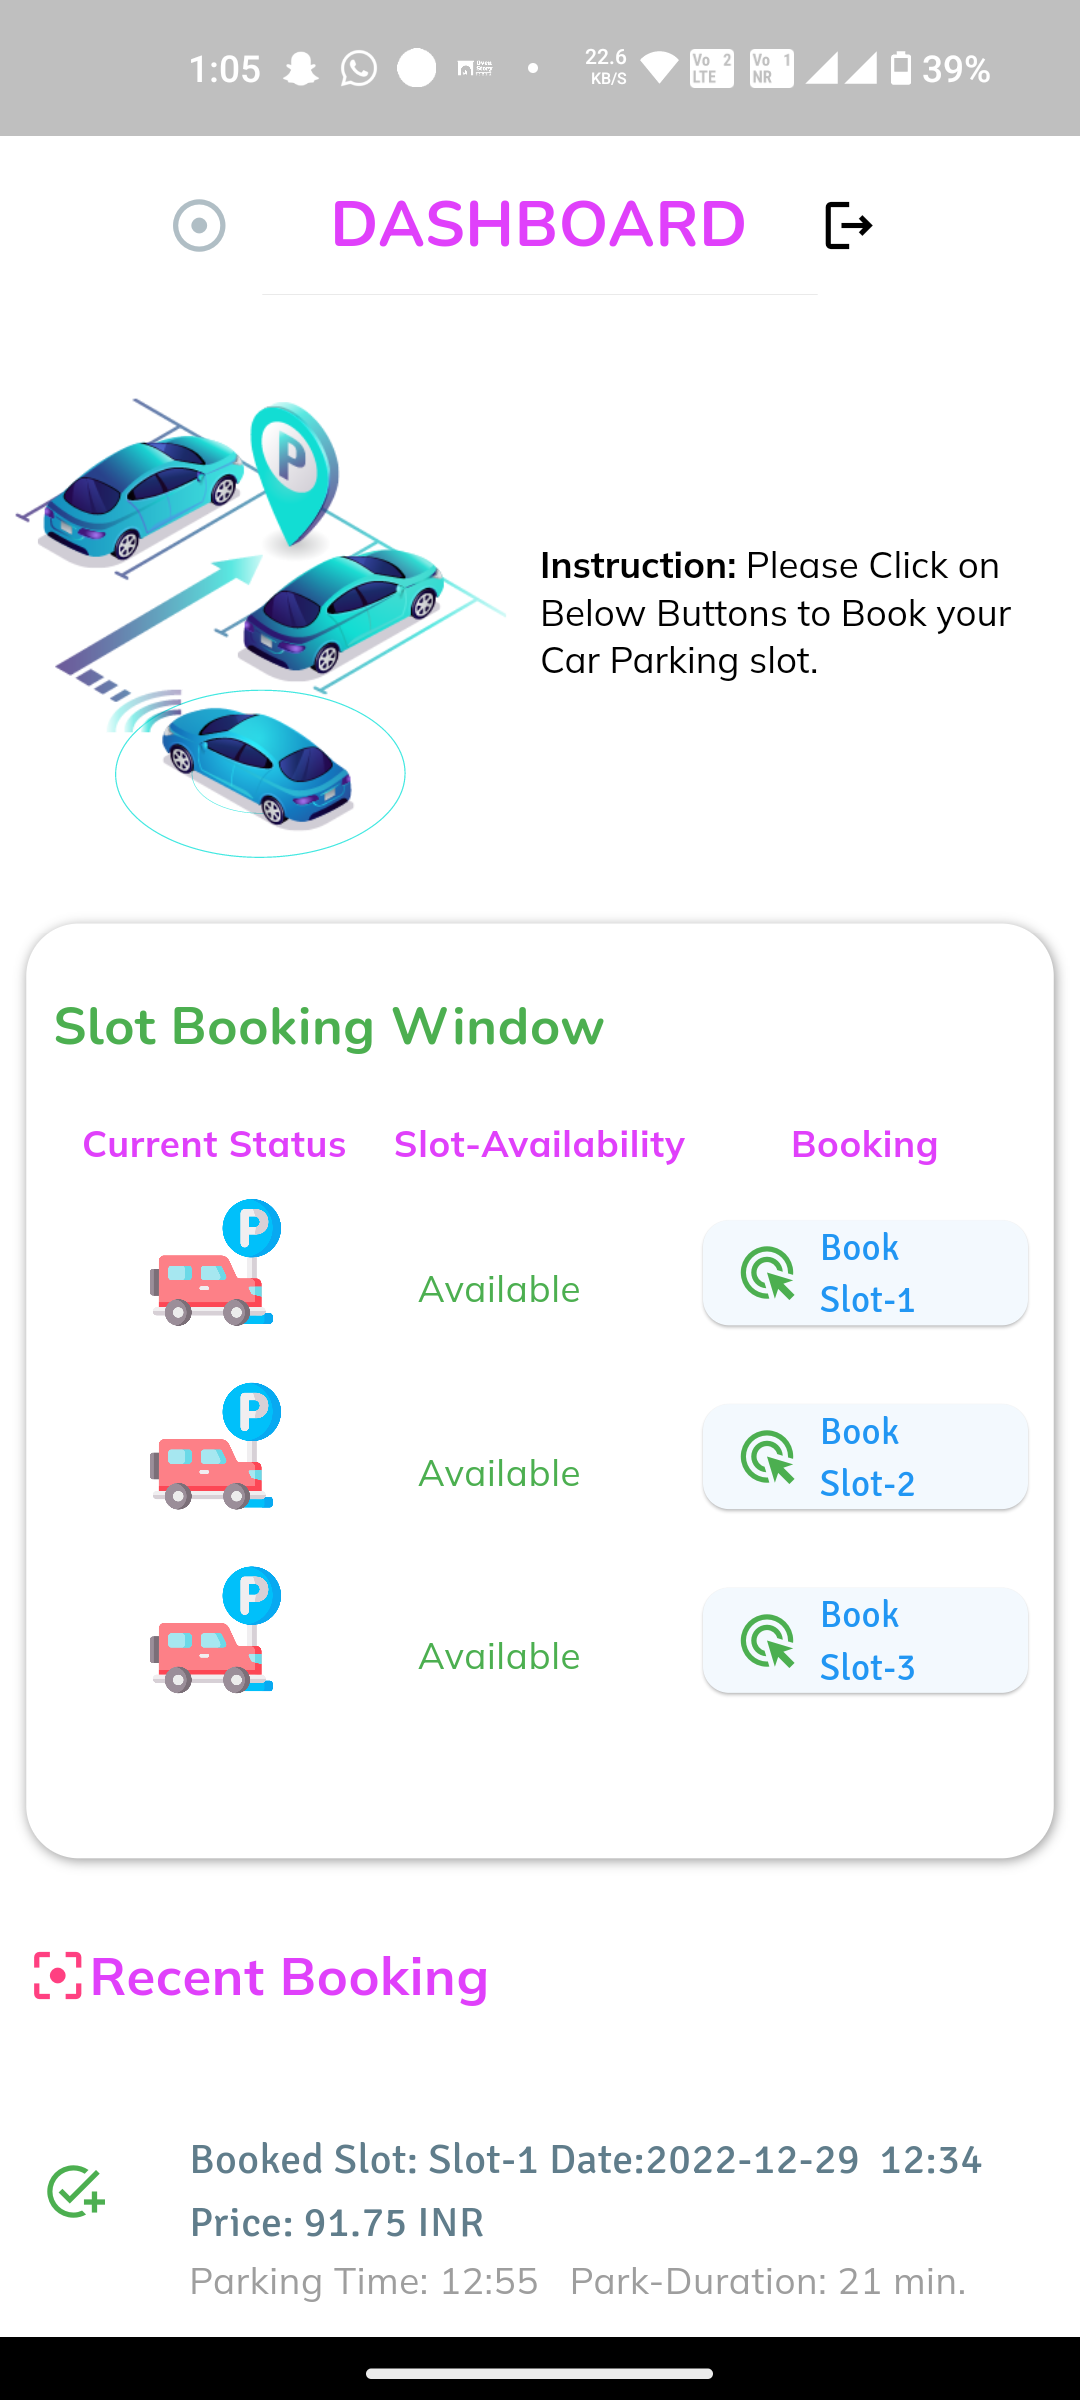 1:05 22.6 KB/S Vo 2 LTE Vo 1 NR 39%
DASHBOARD
P
Instruction: Please Click on
Below Buttons to Book your
Car Parking slot.
Slot Booking Window
Current Status Slot-Availability Booking
P
Available
Book
Slot-1
P
Available
Book
Slot-2
P
Available
Book
Slot-3
Recent Booking
Booked Slot: Slot-1 Date:2022-12-29 12:34
Price: 91.75 INR
Parking Time: 12:55 Park-Duration: 21 min.